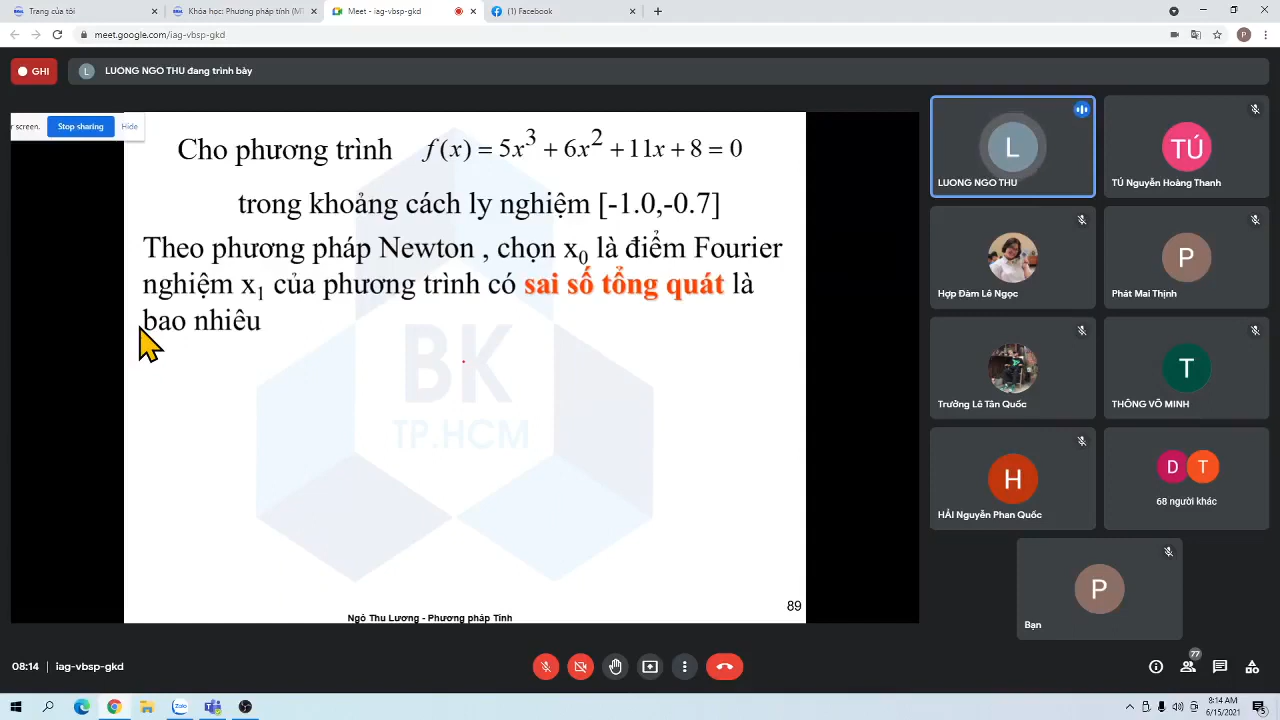 Trang của tôi
Khóa học: Phương pháp tính (MT
Meet - iag-vbsp-gkd
(1) Facebook
meet.google.com/iag-vbsp-gkd
P
GHI
L
LUONG NGO THU đang trình bày
r screen.
Stop sharing
Hide
Cho phương trình f(x) = 5x³ + 6x² + 11x + 8 = 0
trong khoảng cách ly nghiệm [-1.0,-0.7]
Theo phương pháp Newton , chọn x₀ là điểm Fourier
nghiệm x₁ của phương trình có sai số tổng quát là
bao nhiêu
BK
TP.HCM
89
Ngô Thu Lương - Phương pháp Tính
L
LUONG NGO THU
TÚ
TÚ Nguyễn Hoàng Thanh
Hợp Đàm Lê Ngọc
P
Phát Mai Thịnh
Trưởng Lê Tân Quốc
T
THÔNG VÕ MINH
H
HẢI Nguyễn Phan Quốc
D T
68 người khác
P
Bạn
08:14 | iag-vbsp-gkd
77
8:14 AM
6/15/2021